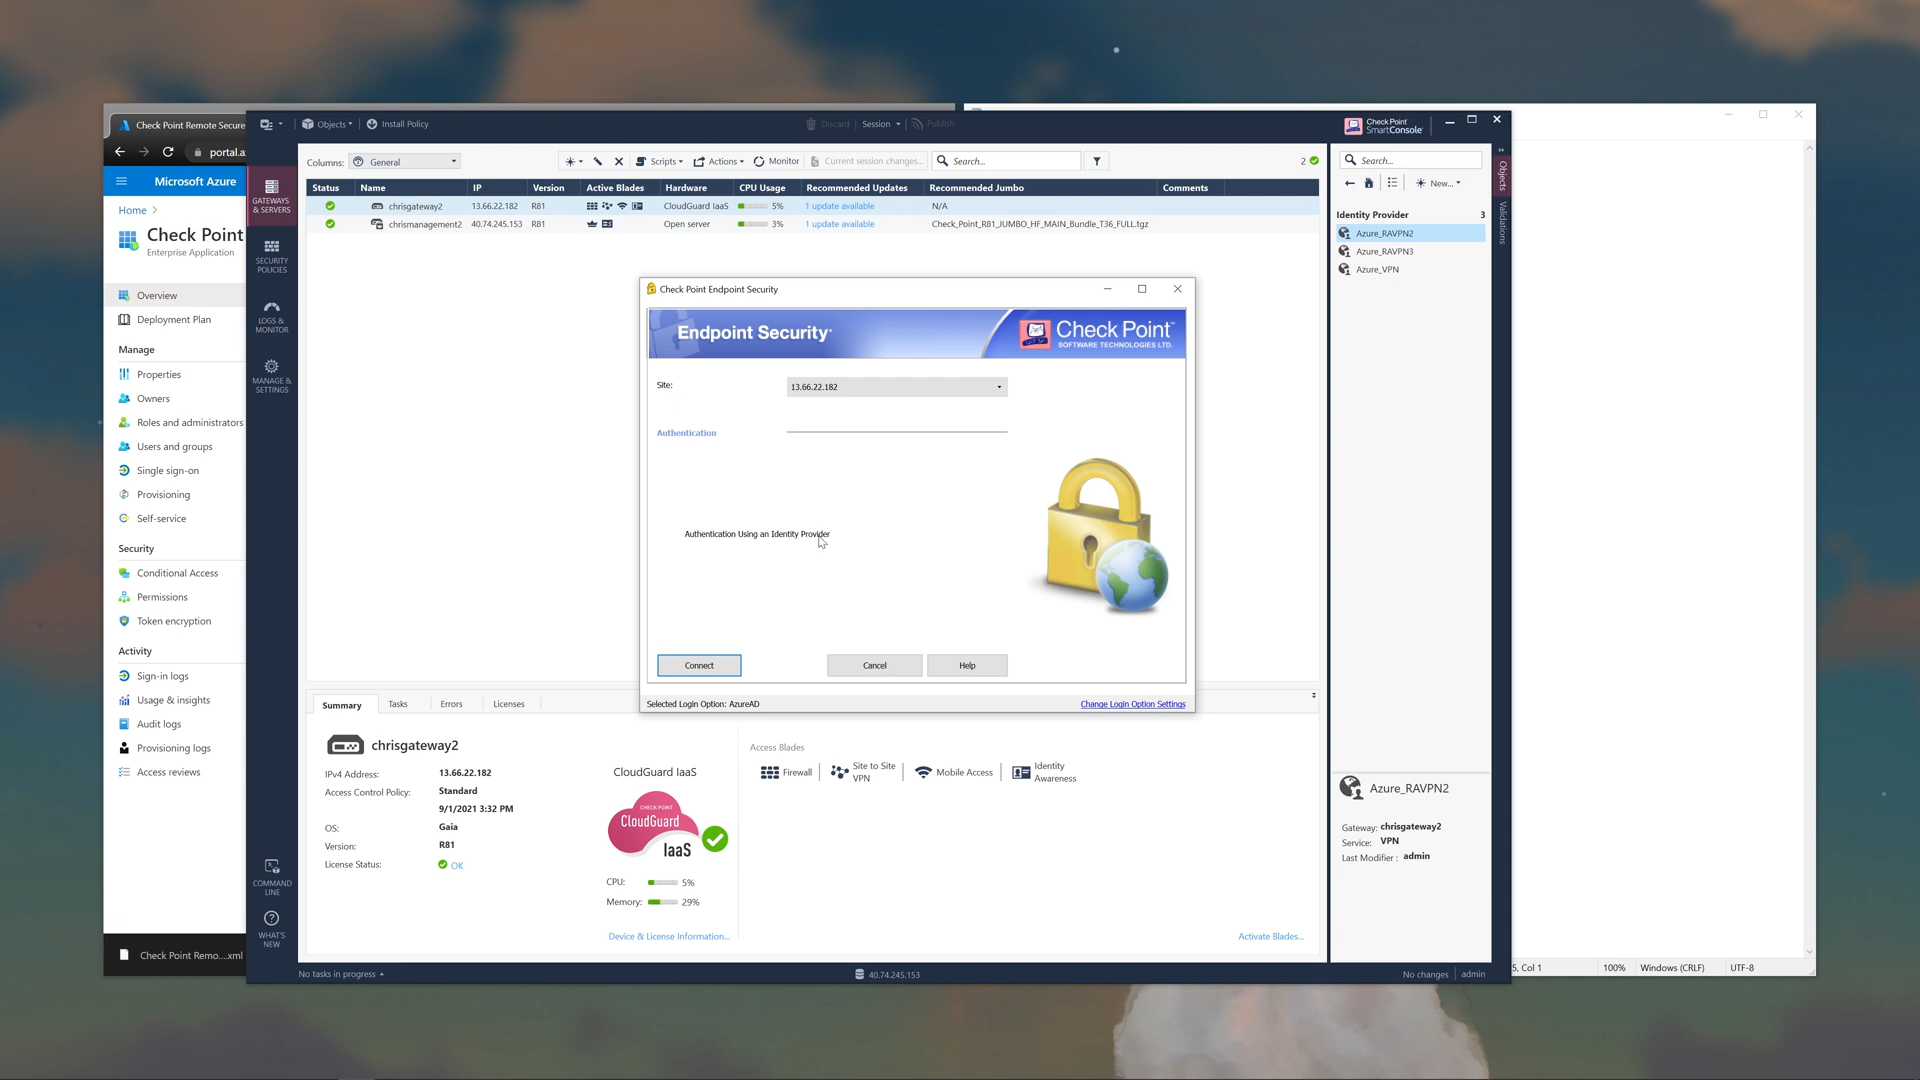 Check Point Remote Secure
portal.a
Microsoft Azure
Home
Check Point
Enterprise Application
Overview
Deployment Plan
Manage
Properties
Owners
Roles and administrators
Users and groups
Single sign-on
Provisioning
Self-service
Security
Conditional Access
Permissions
Token encryption
Activity
Sign-in logs
Usage & insights
Audit logs
Provisioning logs
Access reviews
Check Point Remo....xml
Objects
Install Policy
Discard
Session
Publish
Check Point
SmartConsole
GATEWAYS
& SERVERS
SECURITY
POLICIES
LOGS &
MONITOR
MANAGE &
SETTINGS
COMMAND
LINE
WHAT'S
NEW
Columns: General
Scripts
Actions
Monitor
Current session changes...
Search...
2
Status Name IP Version Active Blades Hardware CPU Usage Recommended Updates Recommended Jumbo Comments
chrisgateway2 13.66.22.182 R81 CloudGuard IaaS 5% 1 update available N/A
chrismanagement2 40.74.245.153 R81 Open server 3% 1 update available Check_Point_R81_JUMBO_HF_MAIN_Bundle_T36_FULL.tgz
Check Point Endpoint Security
Endpoint Security
Check Point™
SOFTWARE TECHNOLOGIES LTD.
Site: 13.66.22.182
Authentication
Authentication Using an Identity Provider
Connect
Cancel
Help
Selected Login Option: AzureAD
Change Login Option Settings
Summary
Tasks
Errors
Licenses
chrisgateway2
IPv4 Address: 13.66.22.182
Access Control Policy: Standard
9/1/2021 3:32 PM
OS: Gaia
Version: R81
License Status: OK
CloudGuard IaaS
CHECK POINT
CloudGuard
IaaS
CPU: 5%
Memory: 29%
Device & License Information...
Access Blades
Firewall
Site to Site
VPN
Mobile Access
Identity
Awareness
Activate Blades...
Search...
New...
Objects
Validations
Identity Provider 3
Azure_RAVPN2
Azure_RAVPN3
Azure_VPN
Azure_RAVPN2
Gateway: chrisgateway2
Service: VPN
Last Modifier: admin
No tasks in progress
40.74.245.153
No changes
admin
5, Col 1
100%
Windows (CRLF)
UTF-8